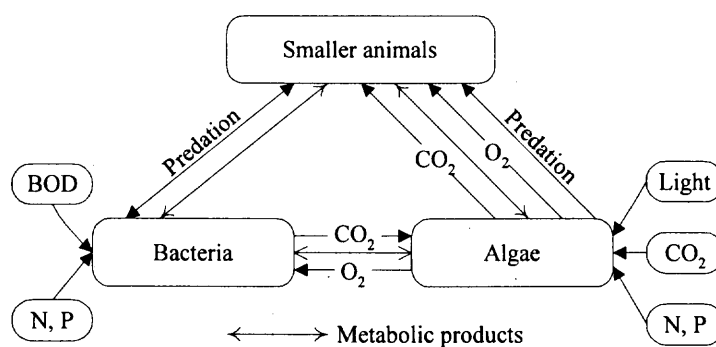 Smaller animals
Predation
Predation
CO₂
O₂
BOD
Light
Bacteria
CO₂
O₂
Algae
CO₂
N, P
N, P
Metabolic products